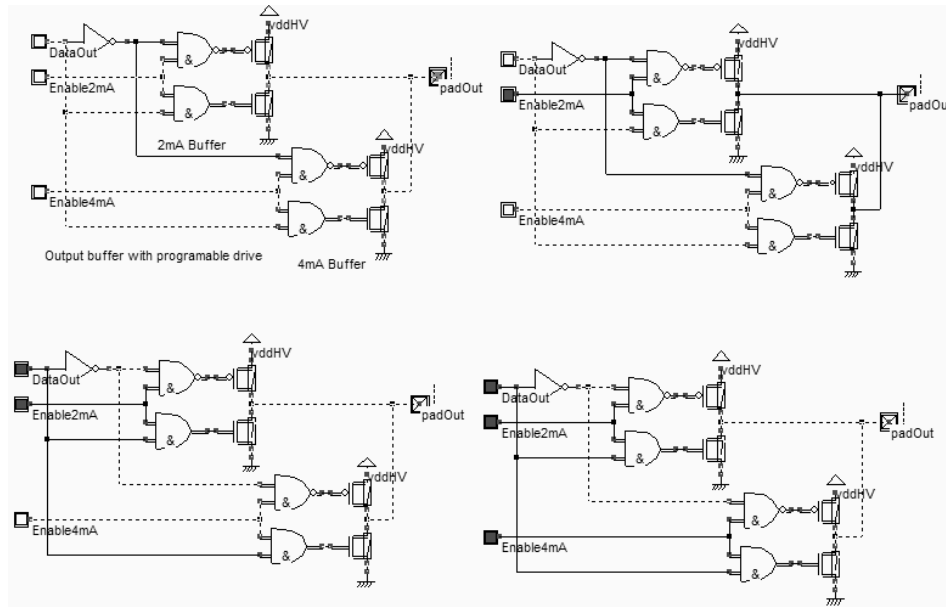 vddHV
DataOut
&
padOut
Enable2mA
&
2mA Buffer
vddHV
&
Enable4mA
&
Output buffer with programable drive
4mA Buffer
vddHV
DataOut
&
padOut
Enable2mA
&
vddHV
&
Enable4mA
&
vddHV
DataOut
&
padOut
Enable2mA
&
vddHV
&
Enable4mA
&
vddHV
DataOut
&
padOut
Enable2mA
&
vddHV
&
Enable4mA
&